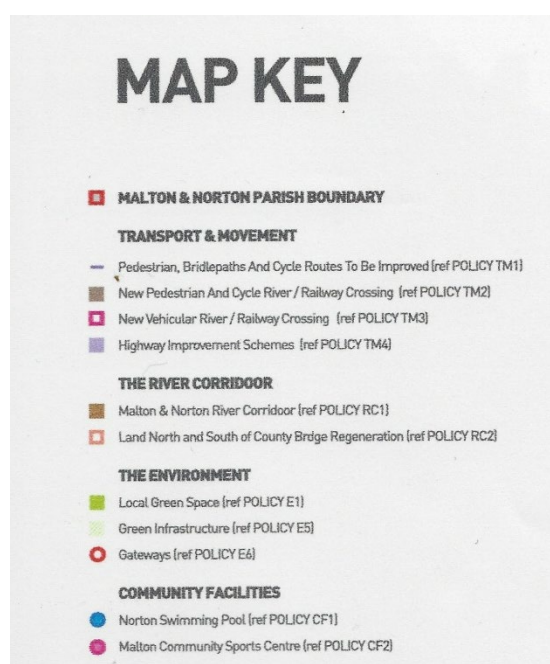 MAP KEY
MALTON & NORTON PARISH BOUNDARY
TRANSPORT & MOVEMENT
Pedestrian, Bridlepaths And Cycle Routes To Be Improved (ref POLICY TM1)
New Pedestrian And Cycle River / Railway Crossing (ref POLICY TM2)
New Vehicular River / Railway Crossing (ref POLICY TM3)
Highway Improvement Schemes (ref POLICY TM4)
THE RIVER CORRIDOOR
Malton & Norton River Corridoor (ref POLICY RC1)
Land North and South of County Brdge Regeneration (ref POLICY RC2)
THE ENVIRONMENT
Local Green Space (ref POLICY E1)
Green Infrastructure (ref POLICY E5)
Gateways (ref POLICY E6)
COMMUNITY FACILITIES
Norton Swimming Pool (ref POLICY CF1)
Malton Community Sports Centre (ref POLICY CF2)